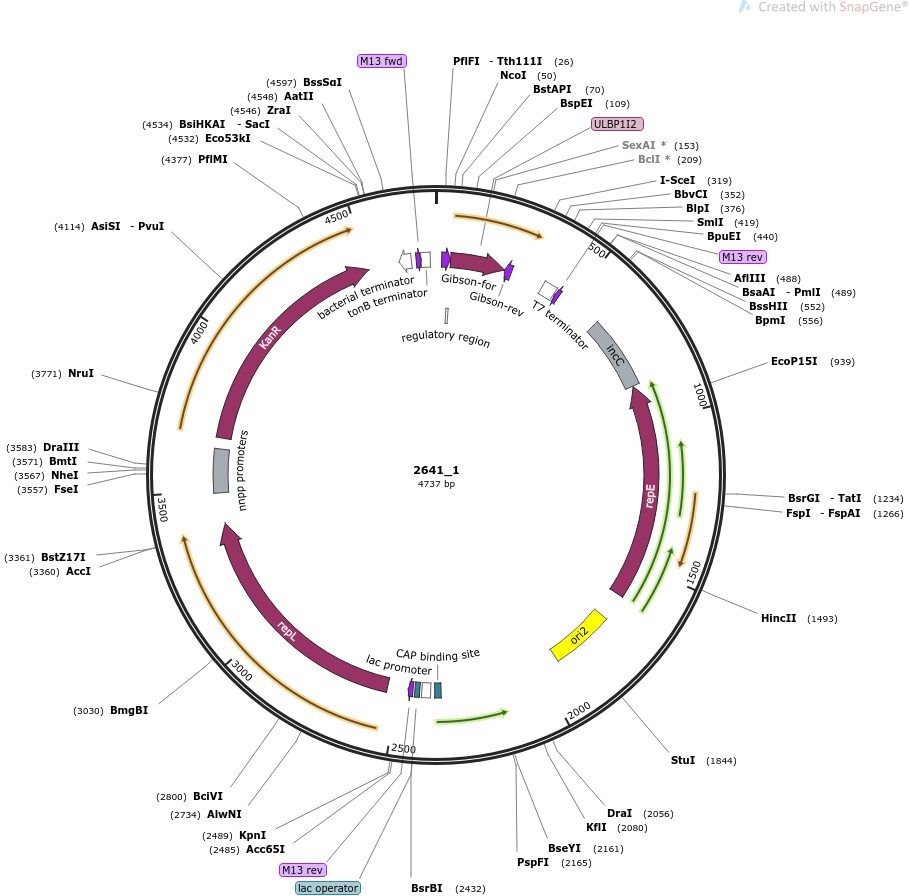 Created with SnapGene®
M13 fwd
PflFI - Tth111I (26)
NcoI (50)
BstAPI (70)
BspEI (109)
ULBP1I2
SexAI * (153)
BclI * (209)
I-SceI (319)
BbvCI (352)
BlpI (376)
SmlI (419)
BpuEI (440)
M13 rev
AflIII (488)
BsaAI - PmlI (489)
BssHII (552)
BpmI (556)
EcoP15I (939)
BsrGI - TatI (1234)
FspI - FspAI (1266)
HincII (1493)
StuI (1844)
DraI (2056)
KflI (2080)
BseYI (2161)
PspFI (2165)
BsrBI (2432)
lac operator
M13 rev
(2485) Acc65I
(2489) KpnI
(2734) AlwNI
(2800) BciVI
(3030) BmgBI
(3360) AccI
(3361) BstZ17I
(3557) FseI
(3567) NheI
(3571) BmtI
(3583) DraIII
(3771) NruI
(4114) AsiSI - PvuI
(4377) PflMI
(4532) Eco53kI
(4534) BsiHKAI - SacI
(4546) ZraI
(4548) AatII
(4597) BssSαI
500
1000
1500
2000
2500
3000
3500
4000
4500
bacterial terminator
tonB terminator
Gibson-for
Gibson-rev
regulatory region
T7 terminator
incC
repE
ori2
CAP binding site
lac promoter
repL
nnpp promoters
KanR
2641_1
4737 bp